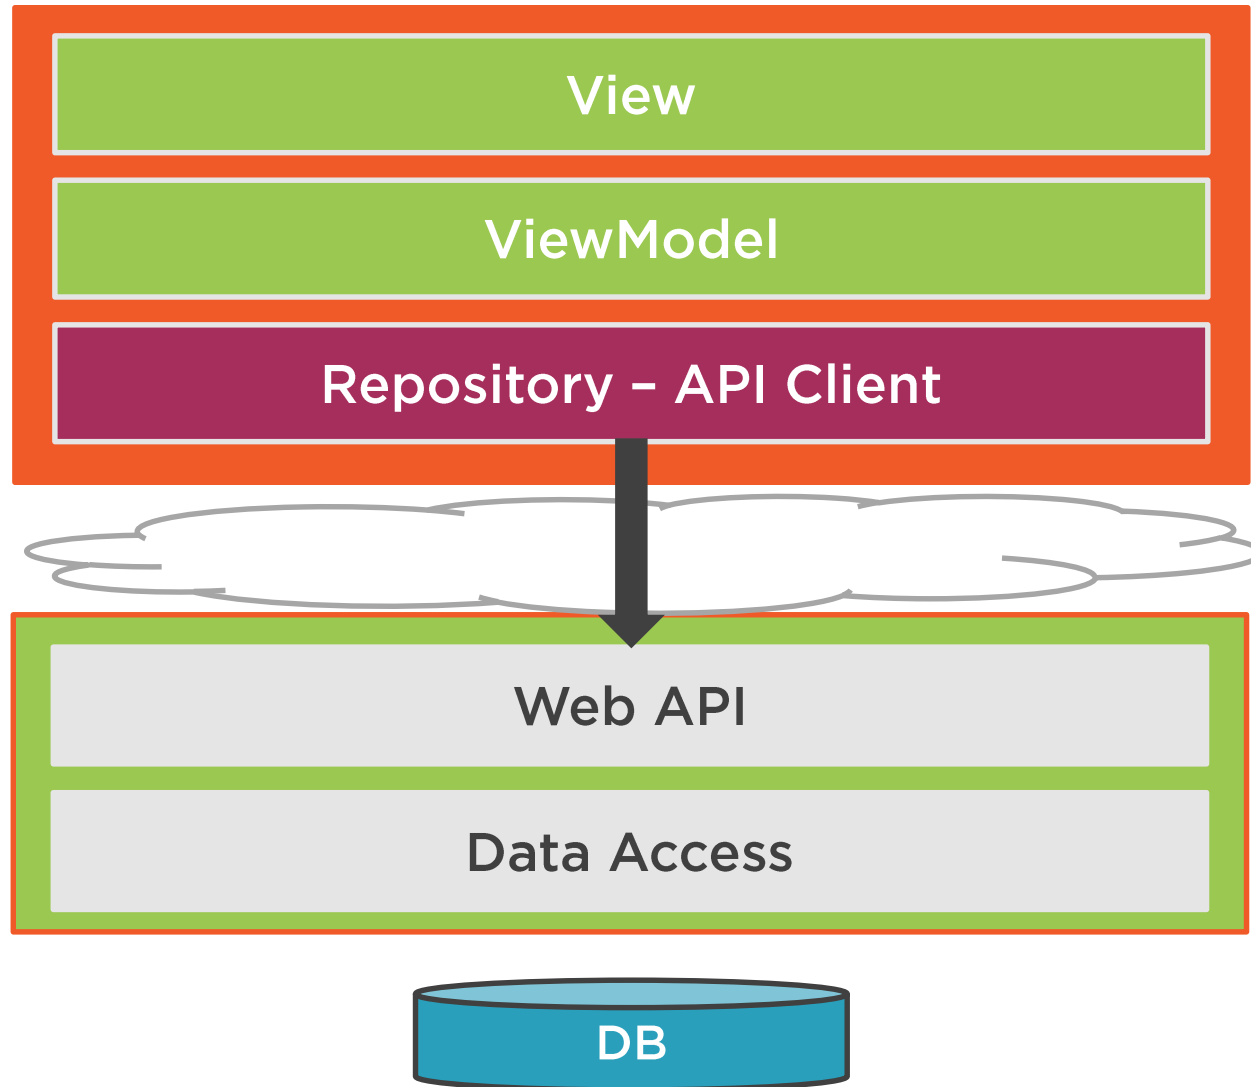 View
ViewModel
Repository – API Client
Web API
Data Access
DB